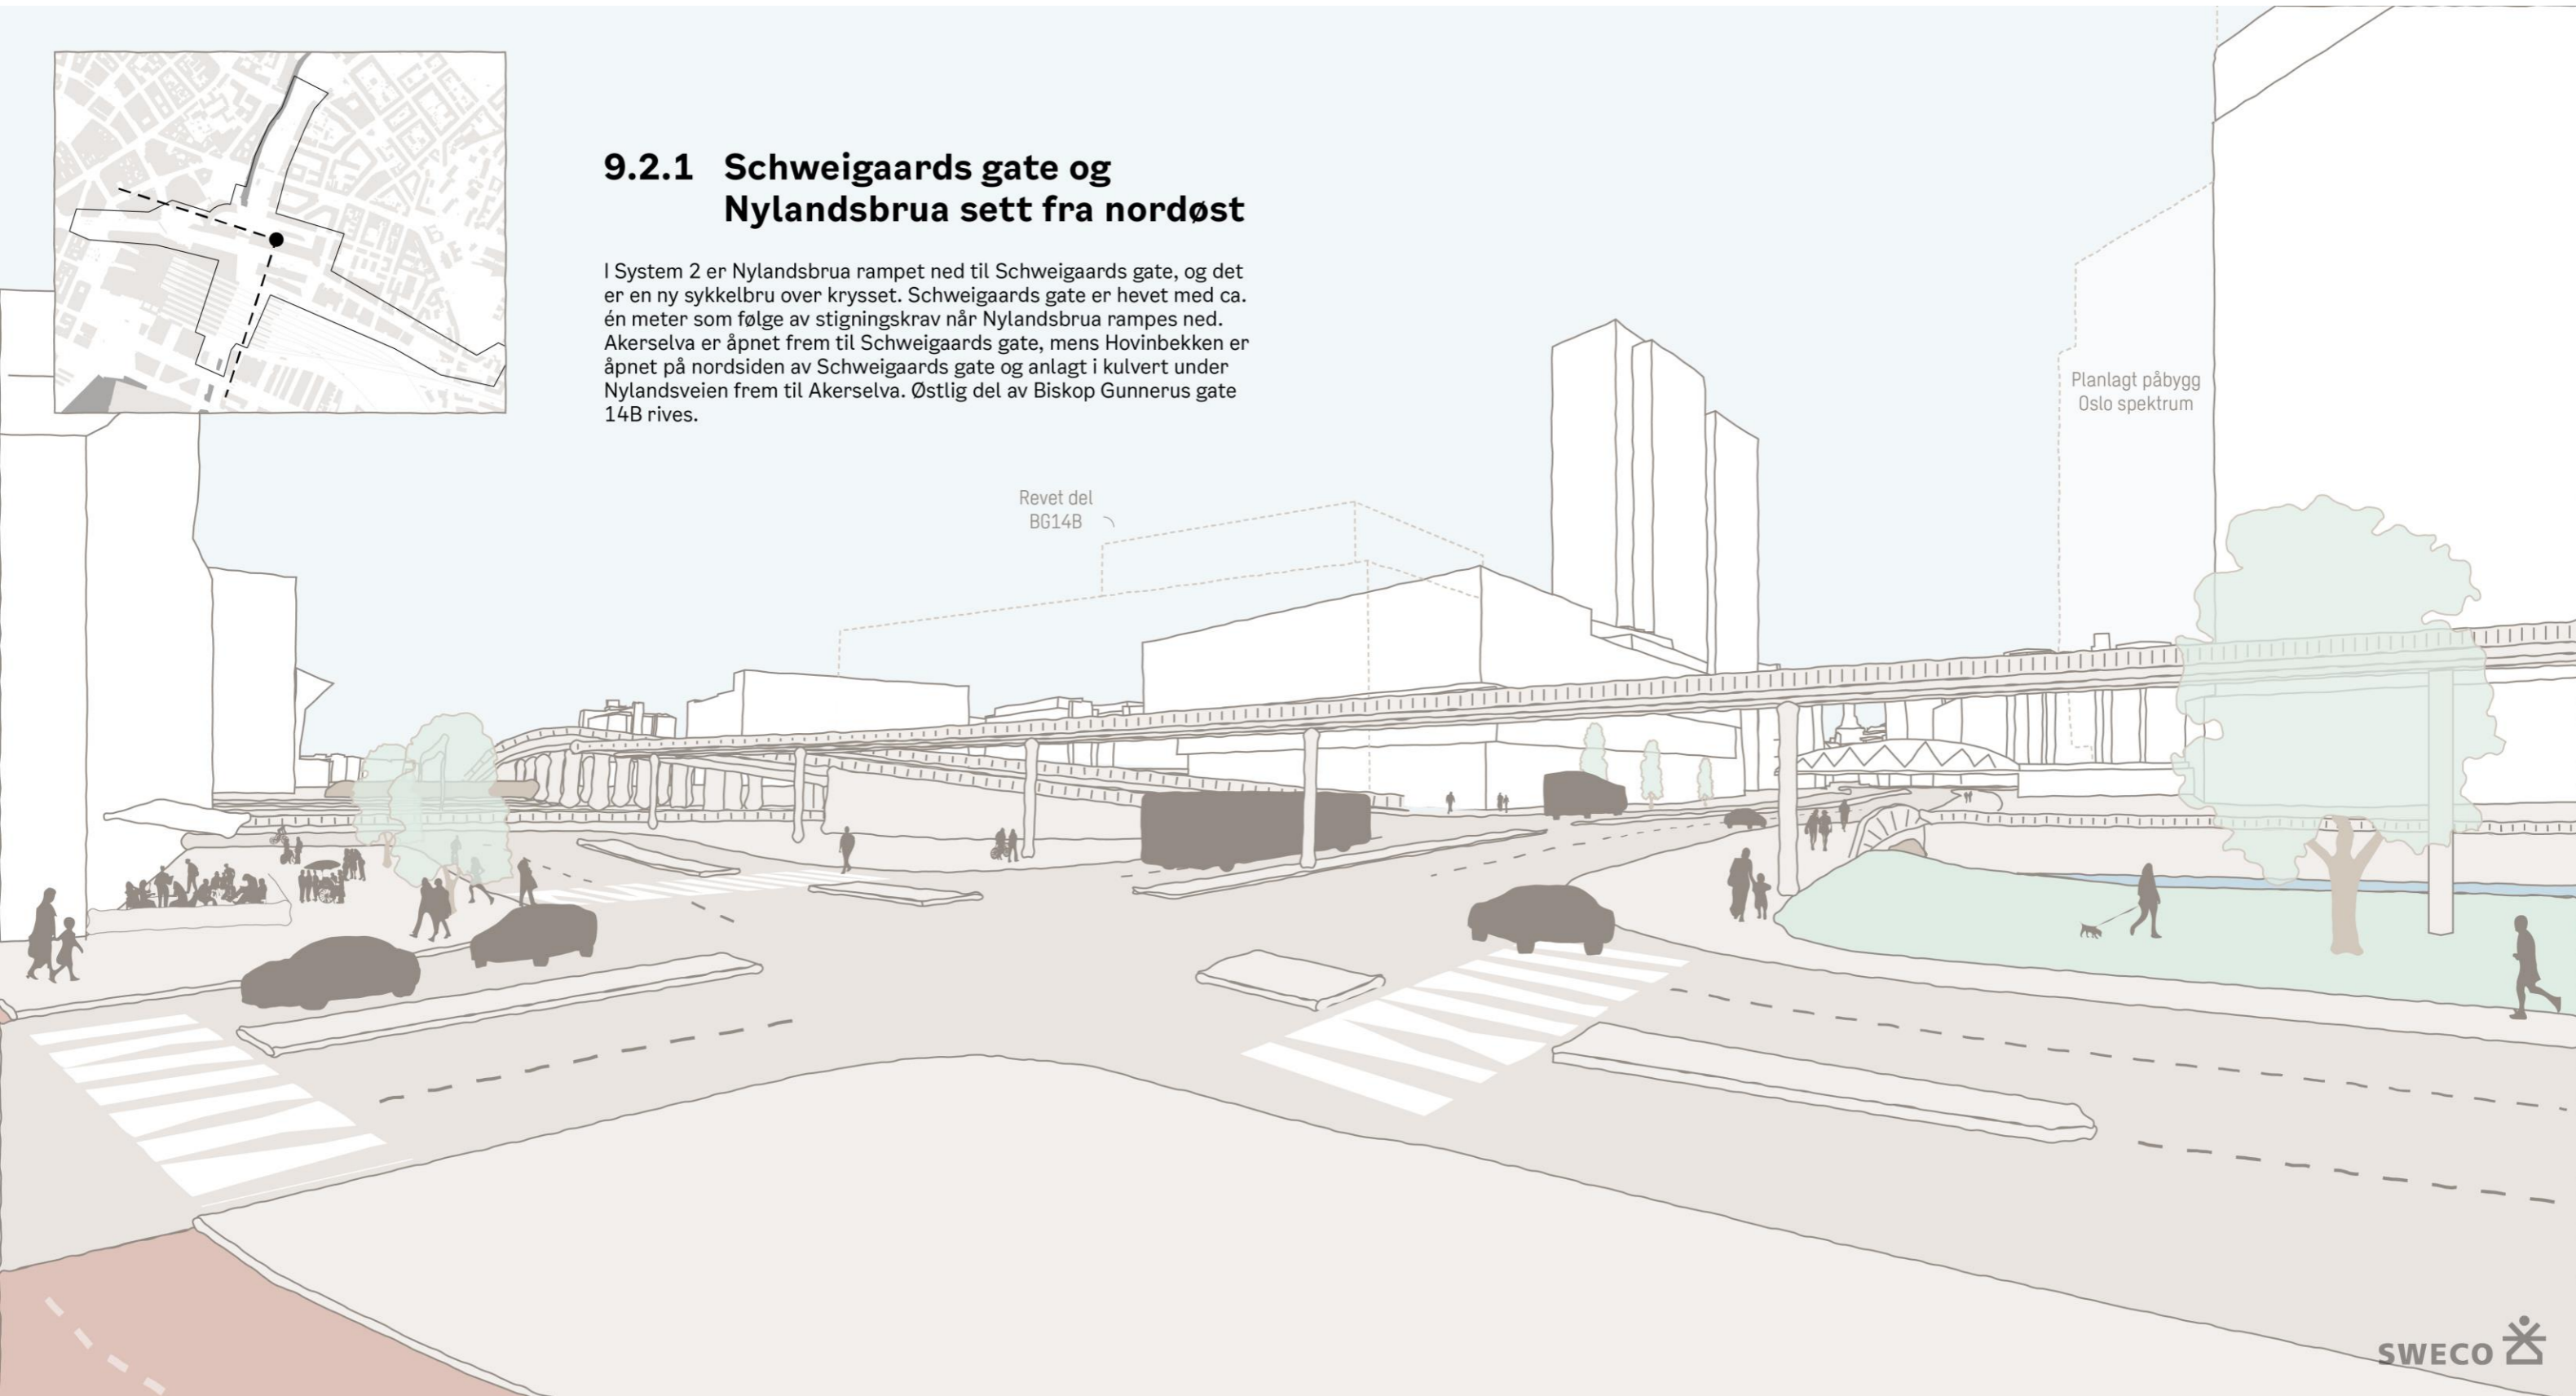 9.2.1 Schweigaards gate og
Nylandsbrua sett fra nordøst
I System 2 er Nylandsbrua rampet ned til Schweigaards gate, og det
er en ny sykkelbru over krysset. Schweigaards gate er hevet med ca.
én meter som følge av stigningskrav når Nylandsbrua rampes ned.
Akerselva er åpnet frem til Schweigaards gate, mens Hovinbekken er
åpnet på nordsiden av Schweigaards gate og anlagt i kulvert under
Nylandsveien frem til Akerselva. Østlig del av Biskop Gunnerus gate
14B rives.
Planlagt påbygg
Oslo spektrum
Revet del
BG14B
SWECO